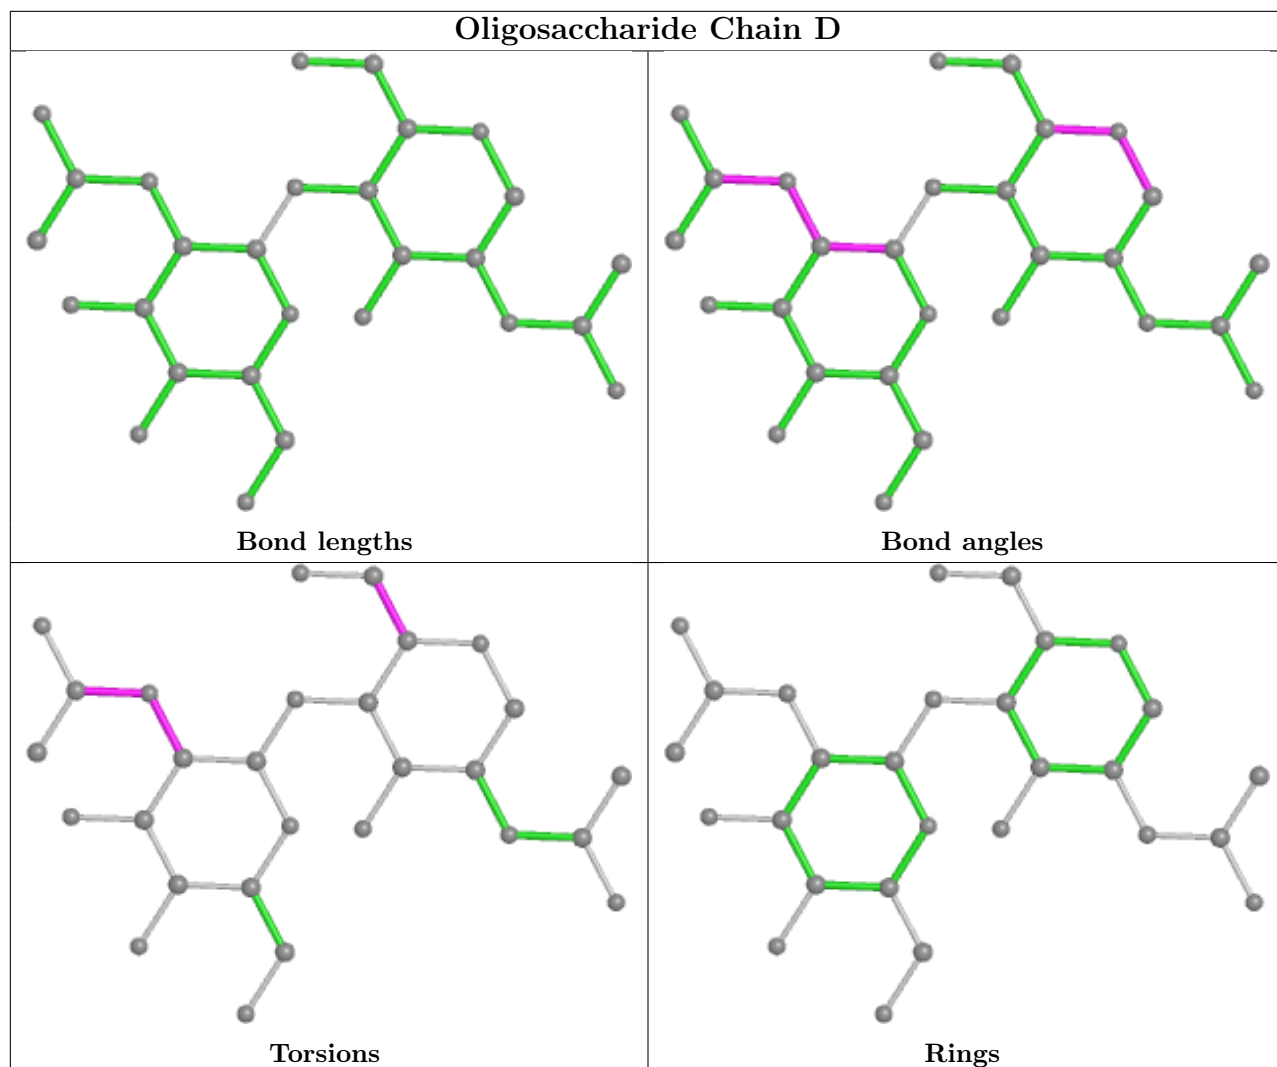 Oligosaccharide Chain D
Bond lengths
Bond angles
Torsions
Rings